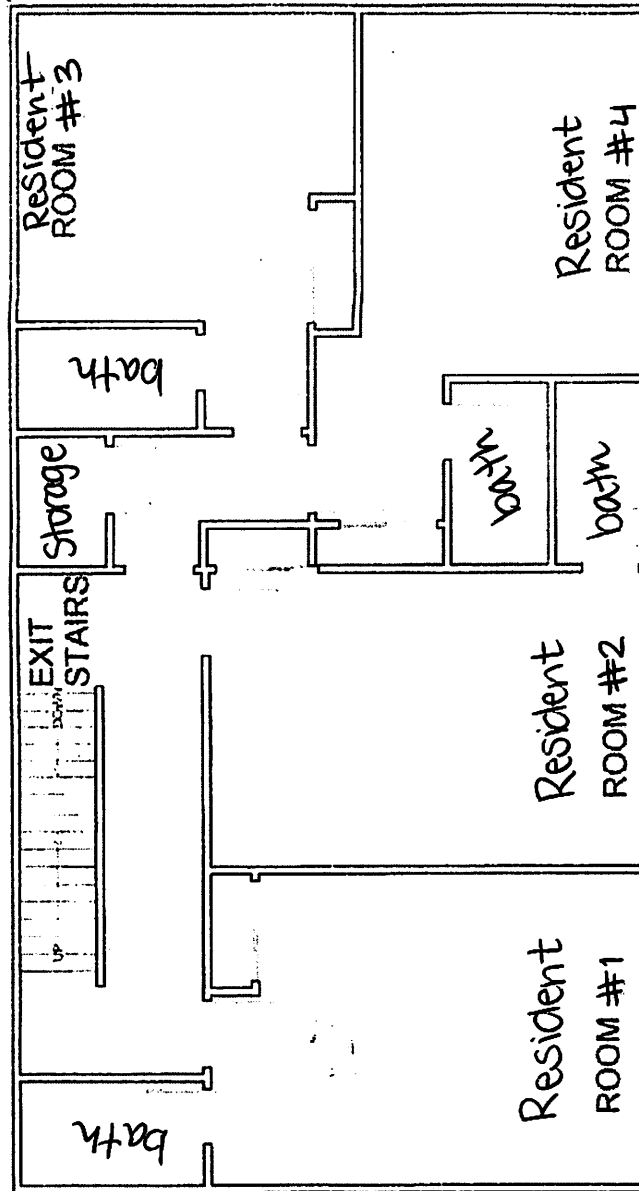 Resident
ROOM #3
bath
Storage
EXIT
STAIRS
DOWN
UP
bath
Resident
ROOM #4
bath
bath
Resident
ROOM #2
Resident
ROOM #1